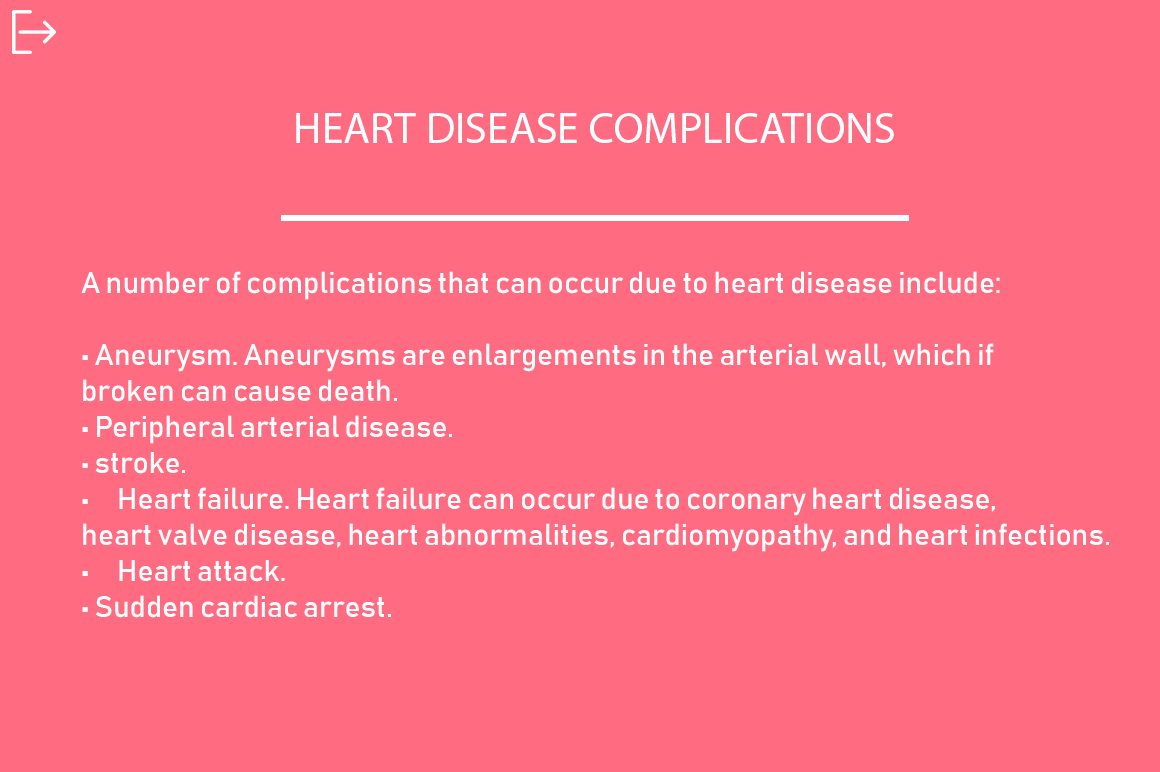 HEART DISEASE COMPLICATIONS
A number of complications that can occur due to heart disease include:
▪ Aneurysm. Aneurysms are enlargements in the arterial wall, which if
broken can cause death.
▪ Peripheral arterial disease.
▪ stroke.
▪ Heart failure. Heart failure can occur due to coronary heart disease,
heart valve disease, heart abnormalities, cardiomyopathy, and heart infections.
▪ Heart attack.
▪ Sudden cardiac arrest.